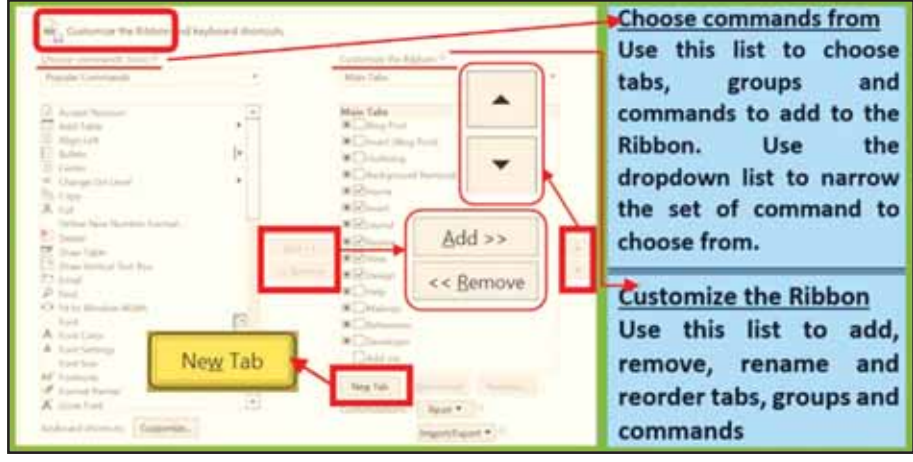 Customize the Ribbon and keyboard shortcuts.
Choose commands from:
Popular Commands
Customize the Ribbon:
Main Tabs
Add Table
Align Left
Bullets
Center
Change List Level
Copy
Cut
Define New Number Format...
Delete
Draw Table
Draw Vertical Text Box
Email
Find
Fit to Window Width
Font
Font Color
Font Settings
Font Size
Footnote
Format Painter
Grow Font
Main Tabs
Blog Post
Insert (Blog Post)
Outlining
Background Removal
Home
Insert
Design
Help
Mailings
References
Developer
Add-ins
Add >>
<< Remove
Add >>
<< Remove
New Tab
New Tab
Rename...
Customizations:
Reset
Import/Export
Keyboard shortcuts:
Customize...
Choose commands from
Use this list to choose
tabs, groups and
commands to add to the
Ribbon. Use the
dropdown list to narrow
the set of command to
choose from.
Customize the Ribbon
Use this list to add,
remove, rename and
reorder tabs, groups and
commands